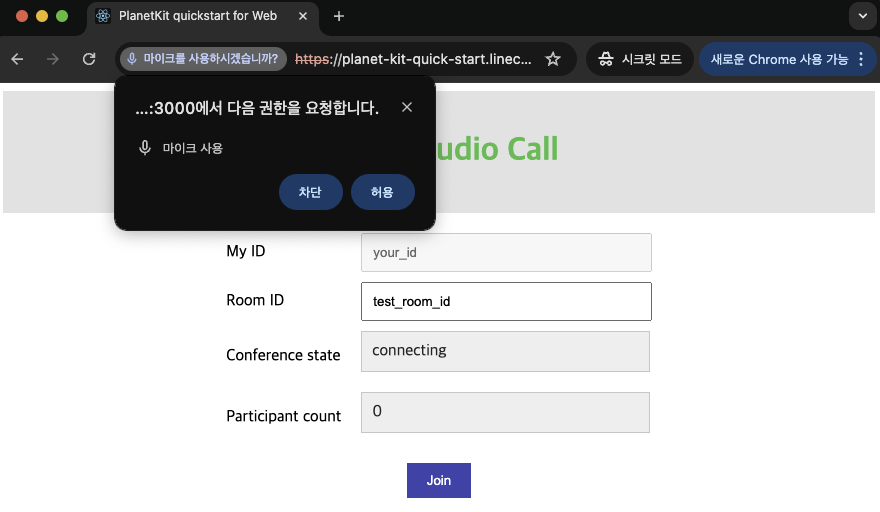 PlanetKit quickstart for Web
마이크를 사용하시겠습니까?
https://planet-kit-quick-start.linec...
시크릿 모드
새로운 Chrome 사용 가능
...:3000에서 다음 권한을 요청합니다.
마이크 사용
차단
허용
udio Call
My ID
your_id
Room ID
test_room_id
Conference state
connecting
Participant count
0
Join